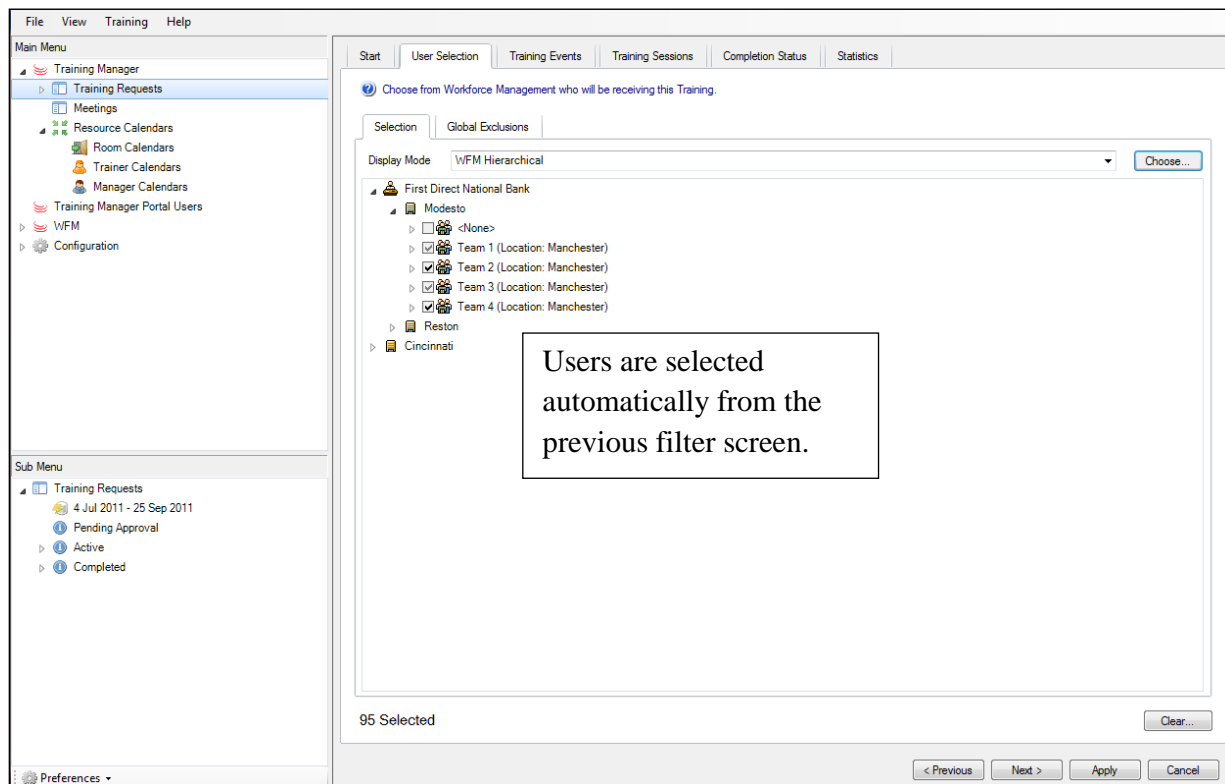 File View Training Help
Main Menu
Training Manager
Training Requests
Meetings
Resource Calendars
Room Calendars
Trainer Calendars
Manager Calendars
Training Manager Portal Users
WFM
Configuration
Sub Menu
Training Requests
4 Jul 2011 - 25 Sep 2011
Pending Approval
Active
Completed
Preferences
Start User Selection Training Events Training Sessions Completion Status Statistics
Choose from Workforce Management who will be receiving this Training.
Selection Global Exclusions
Display Mode WFM Hierarchical Choose...
First Direct National Bank
Modesto
<None>
Team 1 (Location: Manchester)
Team 2 (Location: Manchester)
Team 3 (Location: Manchester)
Team 4 (Location: Manchester)
Reston
Cincinnati
Users are selected
automatically from the
previous filter screen.
95 Selected Clear...
< Previous Next > Apply Cancel